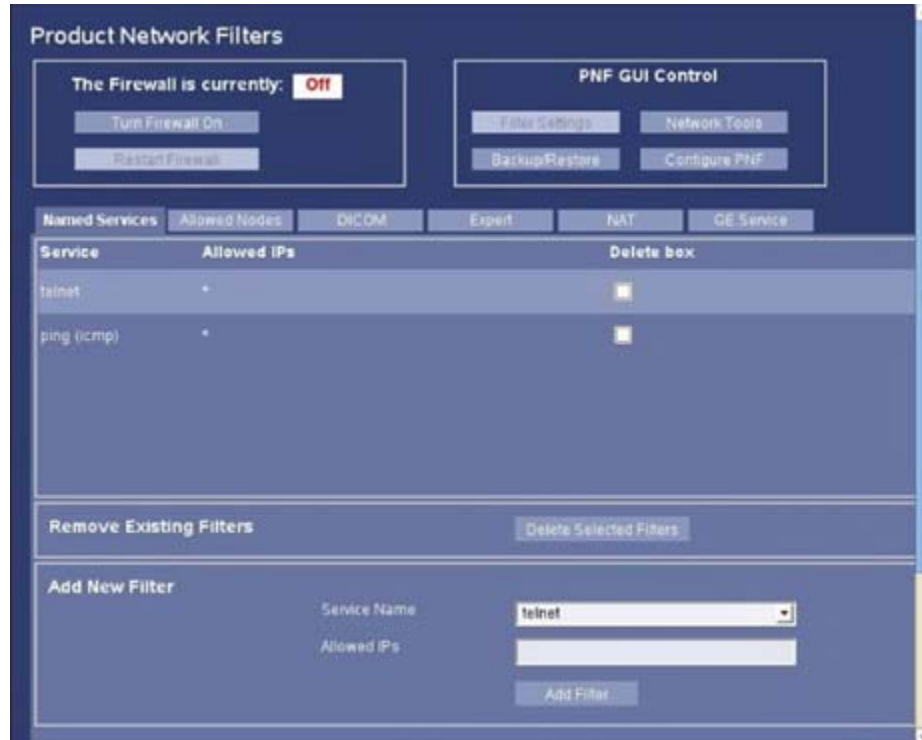 Product Network Filters
The Firewall is currently: Off
Turn Firewall On
Restart Firewall
PNF GUI Control
Filter Settings Network Tools
Backup/Restore Configure PNF
Named Services Allowed Nodes DICOM Expert NAT GE Service
Service Allowed IPs Delete box
telnet *
ping (icmp) *
Remove Existing Filters Delete Selected Filters
Add New Filter
Service Name telnet
Allowed IPs
Add Filter